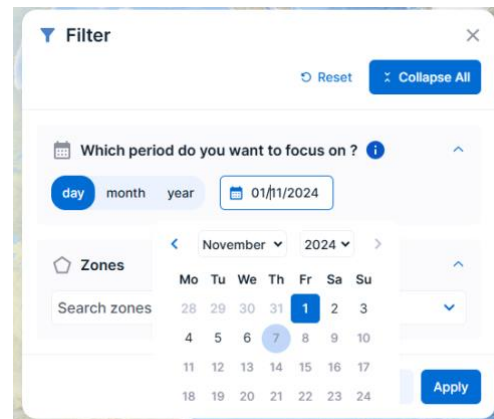 Filter
Reset Collapse All
Which period do you want to focus on ?
day month year 01/11/2024
November 2024
Zones
Mo Tu We Th Fr Sa Su
Search zones 28 29 30 31 1 2 3
4 5 6 7 8 9 10
11 12 13 14 15 16 17
18 19 20 21 22 23 24
Apply